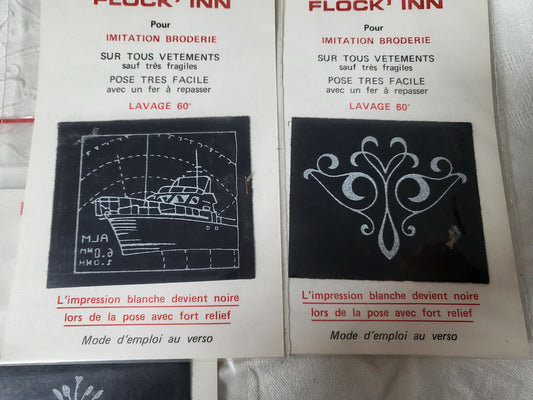 FLOCK' INN
Pour
IMITATION BRODERIE
SUR TOUS VETEMENTS
sauf très fragiles
POSE TRES FACILE
avec un fer à repasser
LAVAGE 60°
L'impression blanche devient noire
lors de la pose avec fort relief
Mode d'emploi au verso
FLOCK' INN
Pour
IMITATION BRODERIE
SUR TOUS VETEMENTS
sauf très fragiles
POSE TRES FACILE
avec un fer à repasser
LAVAGE 60°
L'impression blanche devient noire
lors de la pose avec fort relief
Mode d'emploi au verso